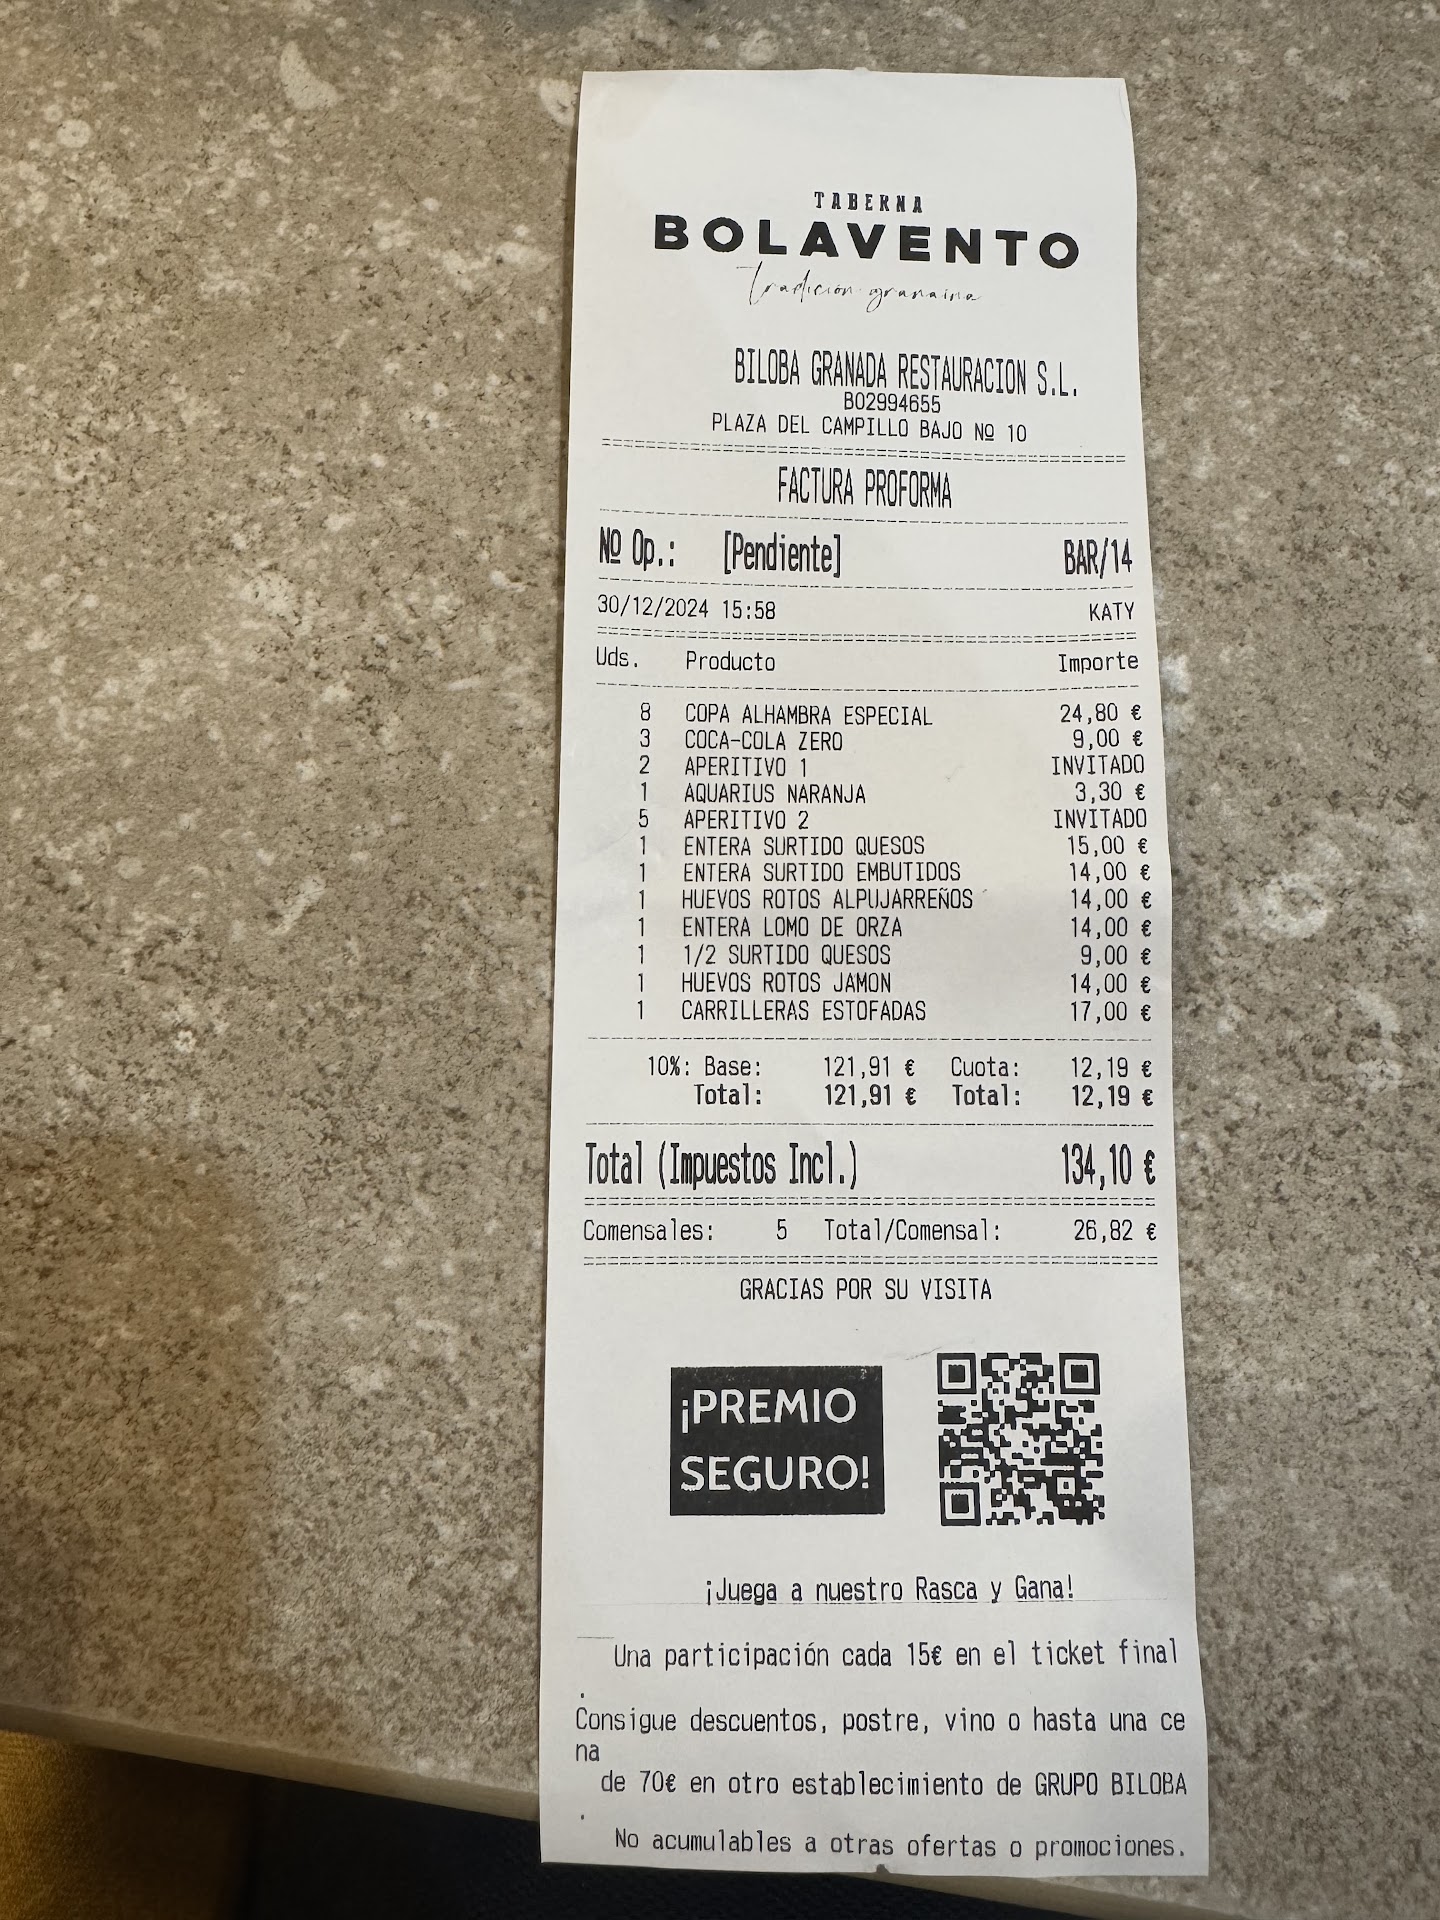 TABERNA
BOLAVENTO
tradición granaina
BILOBA GRANADA RESTAURACION S.L.
B02994655
PLAZA DEL CAMPILLO BAJO Nº 10
FACTURA PROFORMA
Nº Op.: [Pendiente] BAR/14
30/12/2024 15:58 KATY
Uds. Producto Importe
8 COPA ALHAMBRA ESPECIAL 24,80 €
3 COCA-COLA ZERO 9,00 €
2 APERITIVO 1 INVITADO
1 AQUARIUS NARANJA 3,30 €
5 APERITIVO 2 INVITADO
1 ENTERA SURTIDO QUESOS 15,00 €
1 ENTERA SURTIDO EMBUTIDOS 14,00 €
1 HUEVOS ROTOS ALPUJARREÑOS 14,00 €
1 ENTERA LOMO DE ORZA 14,00 €
1 1/2 SURTIDO QUESOS 9,00 €
1 HUEVOS ROTOS JAMON 14,00 €
1 CARRILLERAS ESTOFADAS 17,00 €
10%: Base: 121,91 € Cuota: 12,19 €
Total: 121,91 € Total: 12,19 €
Total (Impuestos Incl.) 134,10 €
Comensales: 5 Total/Comensal: 26,82 €
GRACIAS POR SU VISITA
¡PREMIO
SEGURO!
¡Juega a nuestro Rasca y Gana!
Una participación cada 15€ en el ticket final
.
Consigue descuentos, postre, vino o hasta una ce
na
de 70€ en otro establecimiento de GRUPO BILOBA
.
No acumulables a otras ofertas o promociones.